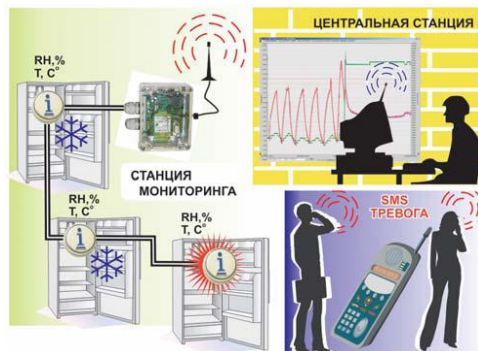 RH,%
T, C°
СТАНЦИЯ
МОНИТОРИНГА
RH,%
T, C°
RH,%
T, C°
ЦЕНТРАЛЬНАЯ СТАНЦИЯ
SMS
ТРЕВОГА